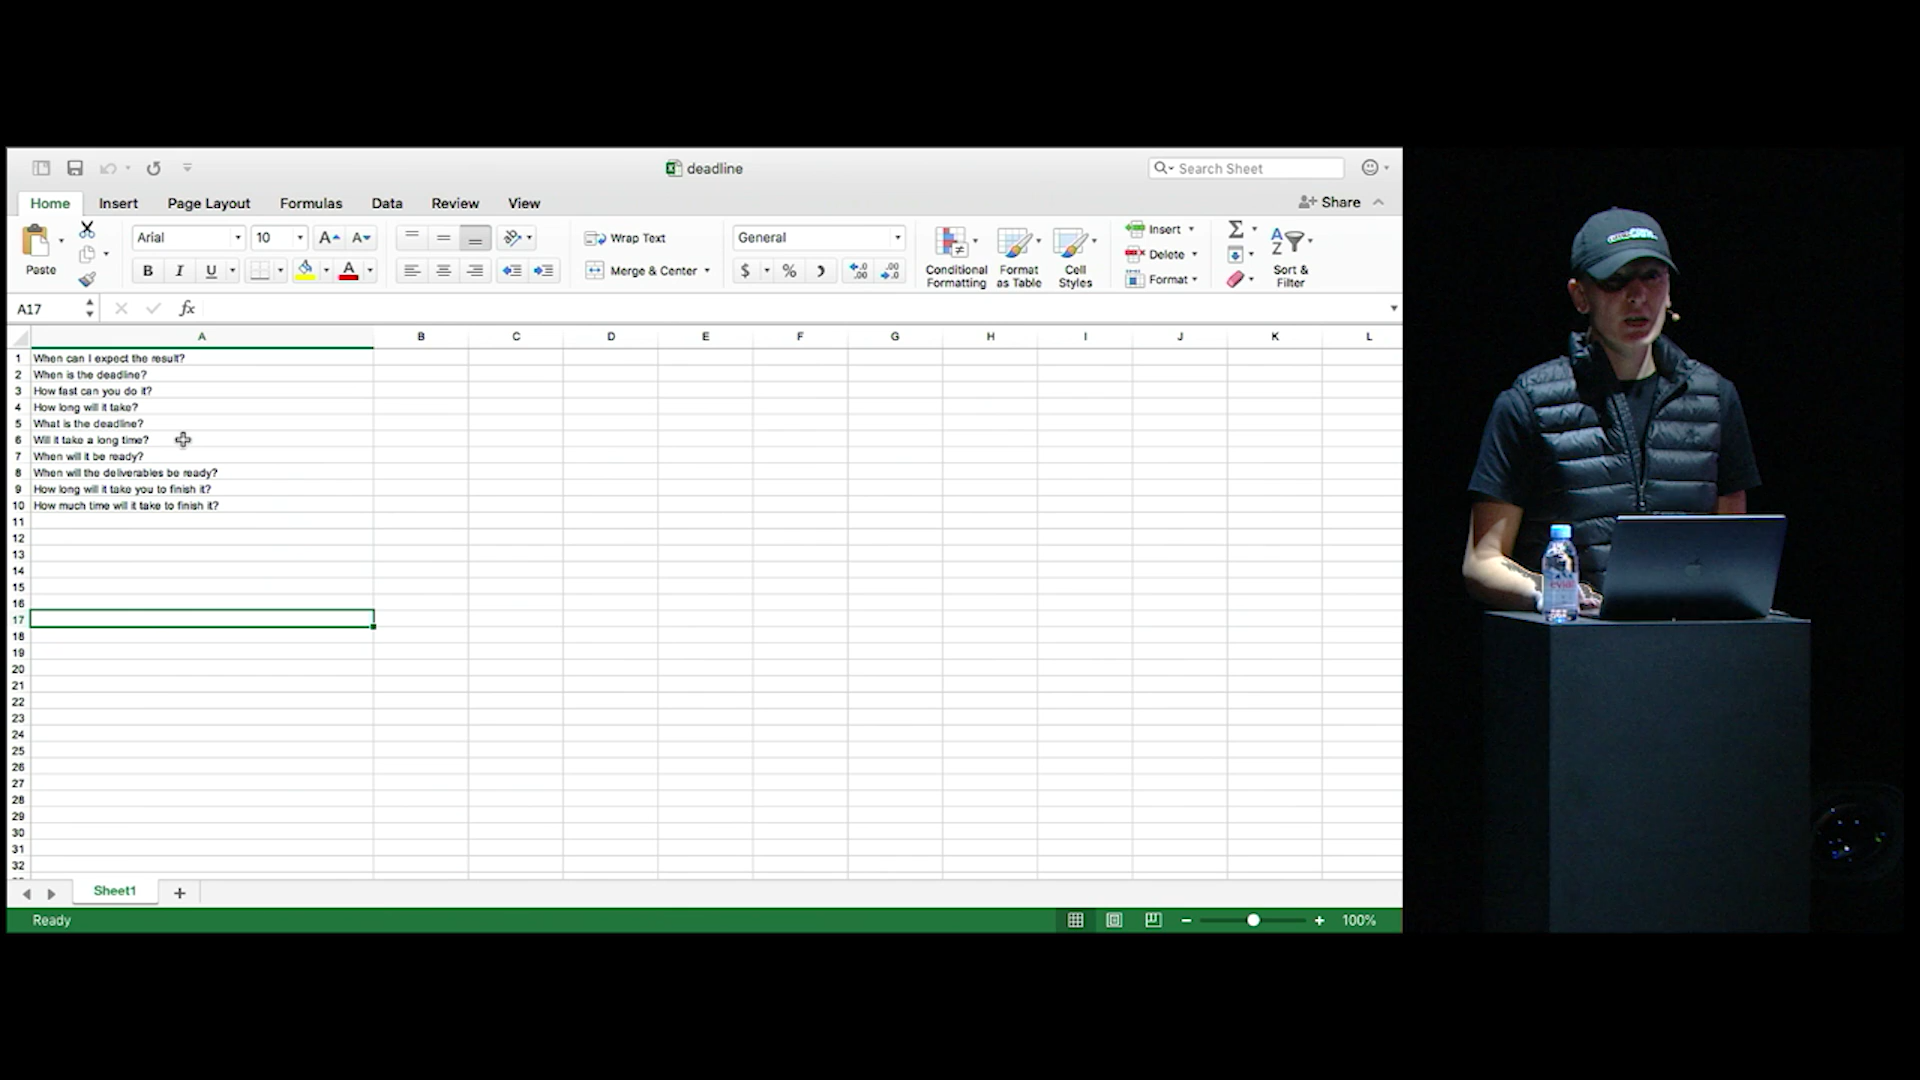 deadline
Search Sheet
Home Insert Page Layout Formulas Data Review View
Share
Paste
Arial 10
Wrap Text
General
B I U
Merge & Center
$ %
Conditional Formatting
Format as Table
Cell Styles
Insert
Delete
Format
Sort & Filter
A17 fx
A B C D E F G H I J K L
1 When can I expect the result?
2 When is the deadline?
3 How fast can you do it?
4 How long will it take?
5 What is the deadline?
6 Will it take a long time?
7 When will it be ready?
8 When will the deliverables be ready?
9 How long will it take you to finish it?
10 How much time will it take to finish it?
11
12
13
14
15
16
17
18
19
20
21
22
23
24
25
26
27
28
29
30
31
32
Sheet1
Ready
100%